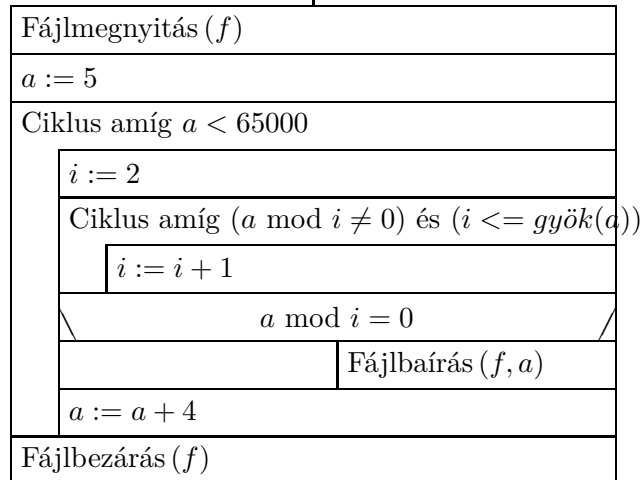 Fájlmegnyitás (f)
a := 5
Ciklus amíg a < 65000
i := 2
Ciklus amíg (a mod i ≠ 0) és (i <= gyök(a))
i := i + 1
a mod i = 0
Fájlbaírás (f, a)
a := a + 4
Fájlbezárás (f)